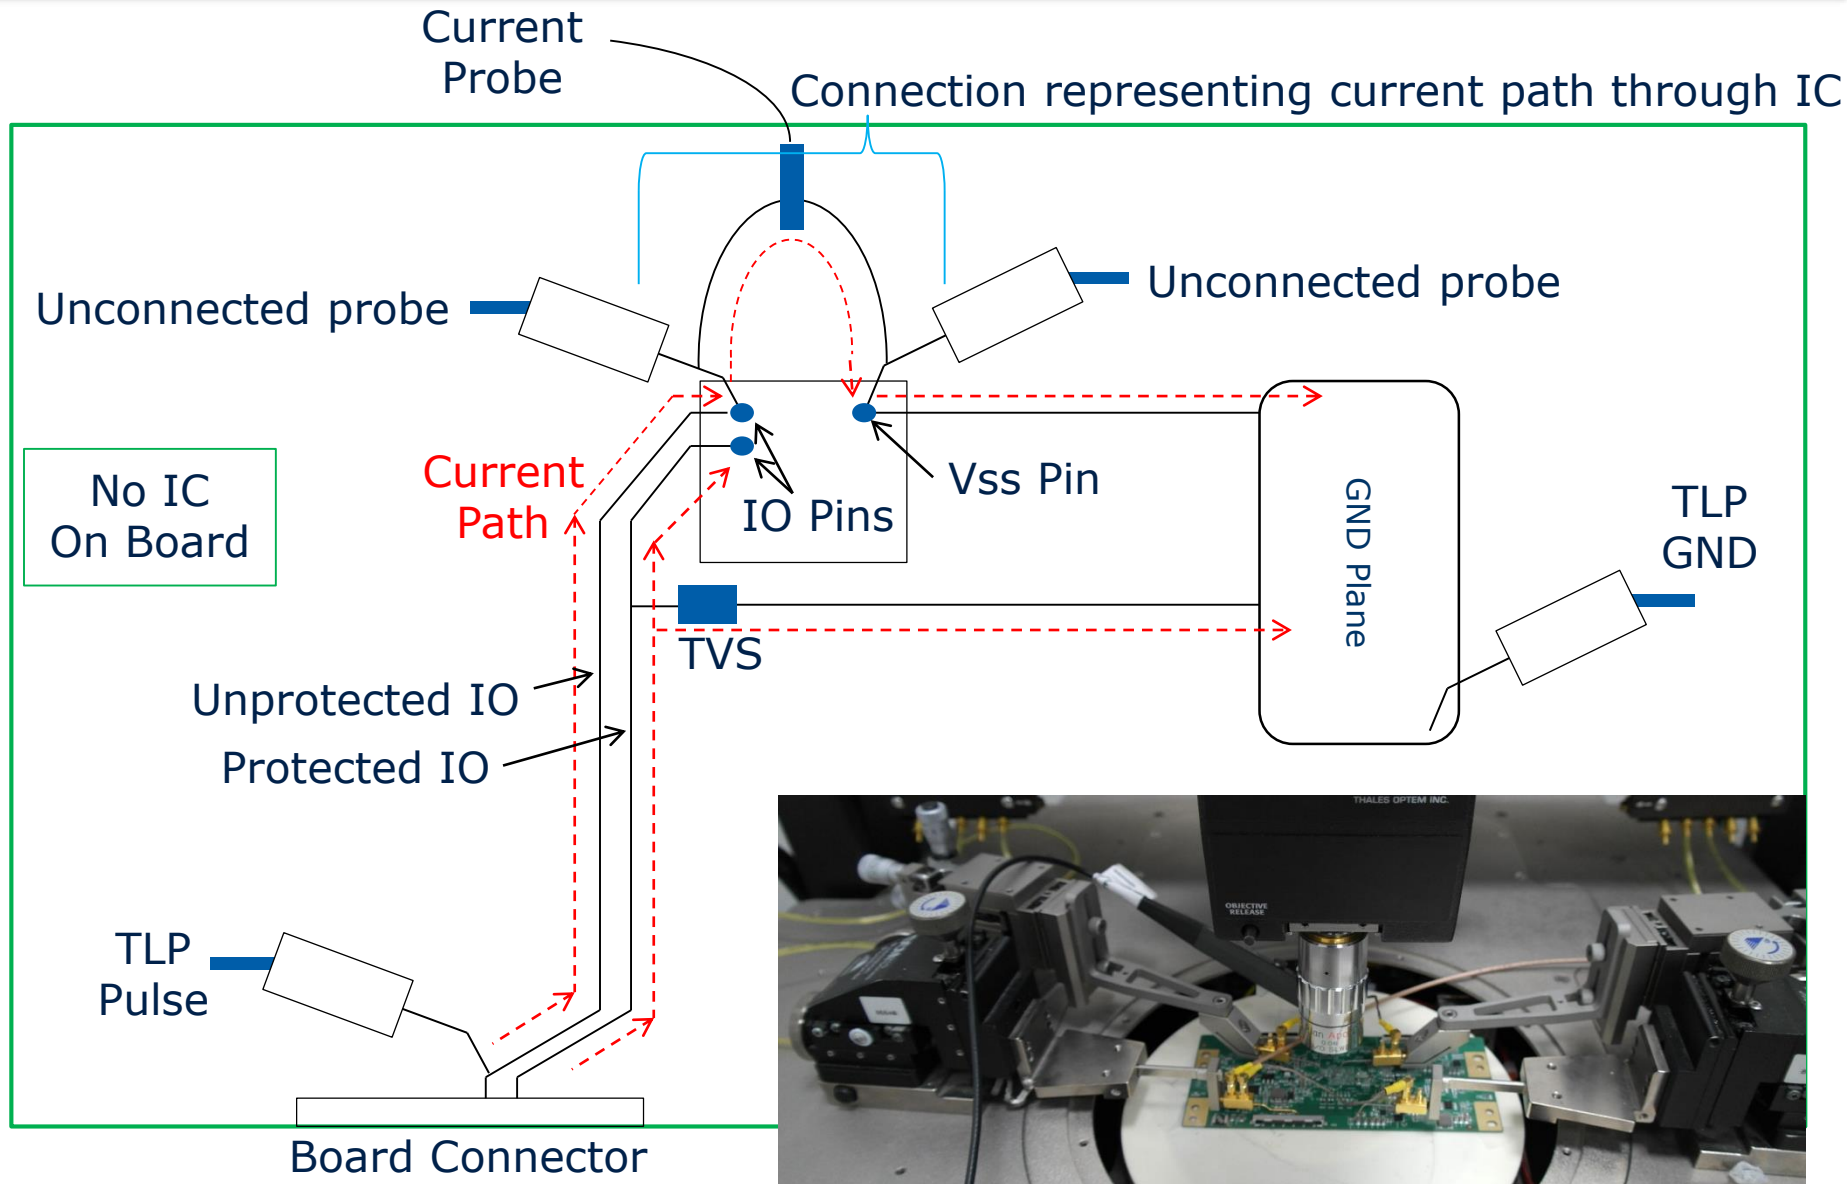 Current
Probe
Connection representing current path through IC
Unconnected probe
Unconnected probe
No IC
On Board
Current
Path
IO Pins
Vss Pin
GND Plane
TLP
GND
TVS
Unprotected IO
Protected IO
TLP
Pulse
Board Connector
THALES OPTEM INC.
OBJECTIVE
RELEASE